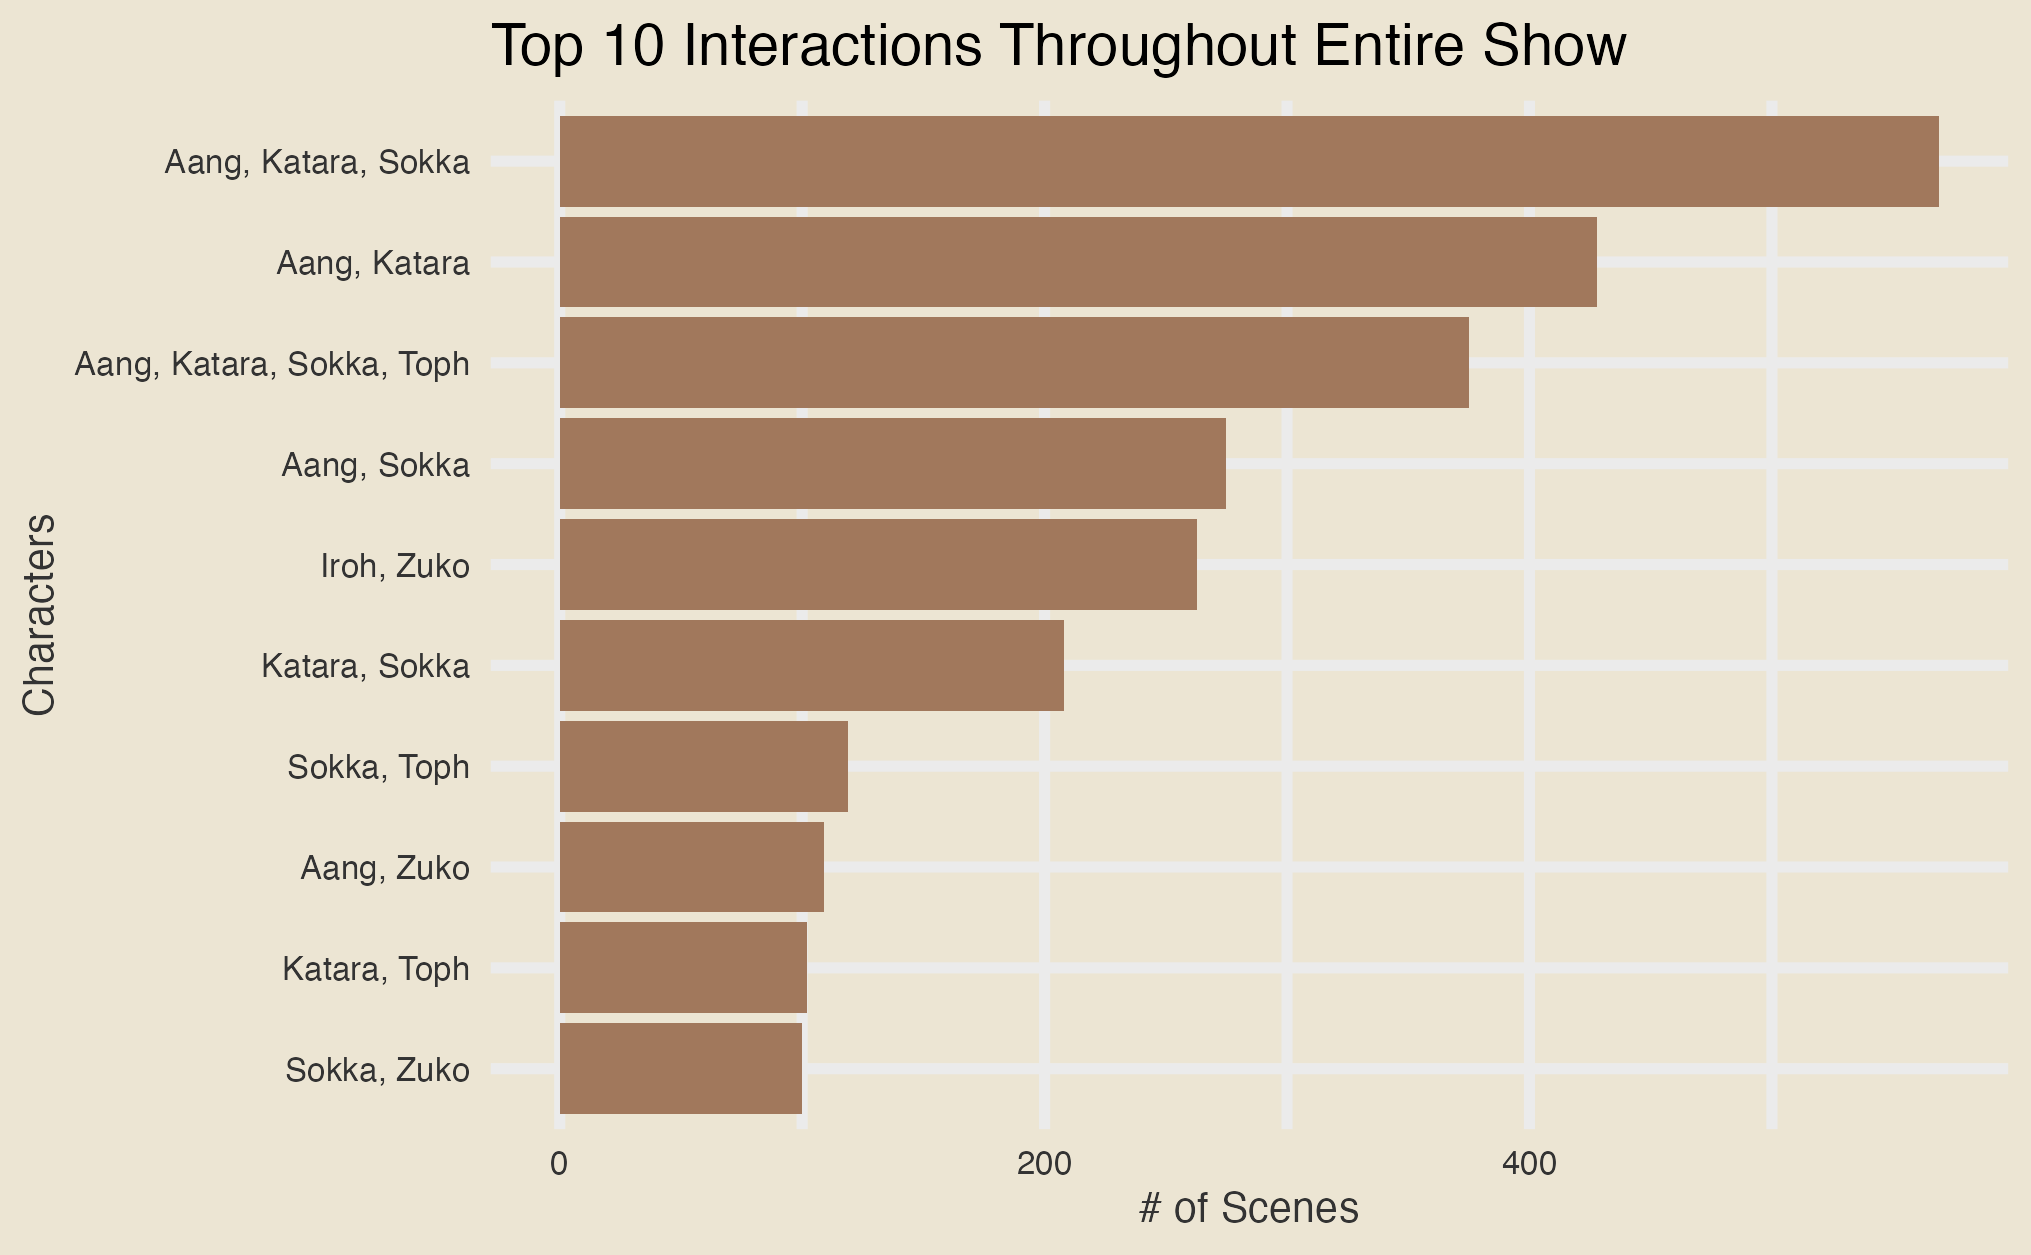 Top 10 Interactions Throughout Entire Show
Characters
Aang, Katara, Sokka
Aang, Katara
Aang, Katara, Sokka, Toph
Aang, Sokka
Iroh, Zuko
Katara, Sokka
Sokka, Toph
Aang, Zuko
Katara, Toph
Sokka, Zuko
0 200 400
# of Scenes